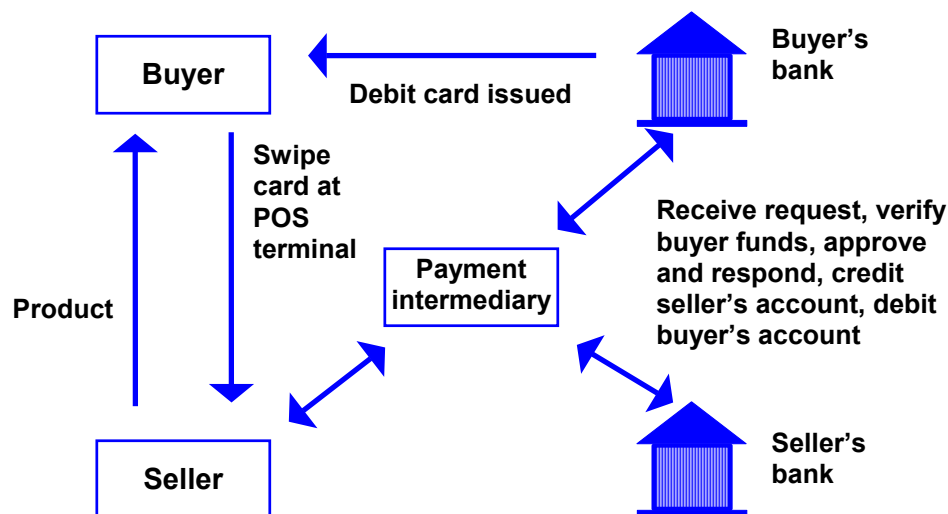 Buyer
Debit card issued
Buyer's
bank
Swipe
card at
POS
terminal
Product
Payment
intermediary
Receive request, verify
buyer funds, approve
and respond, credit
seller's account, debit
buyer's account
Seller
Seller's
bank